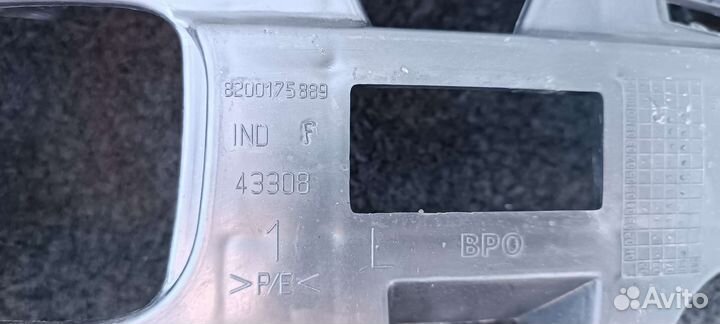 8200175889
IND F
43308
1 L BPO
>P/E<
Avito